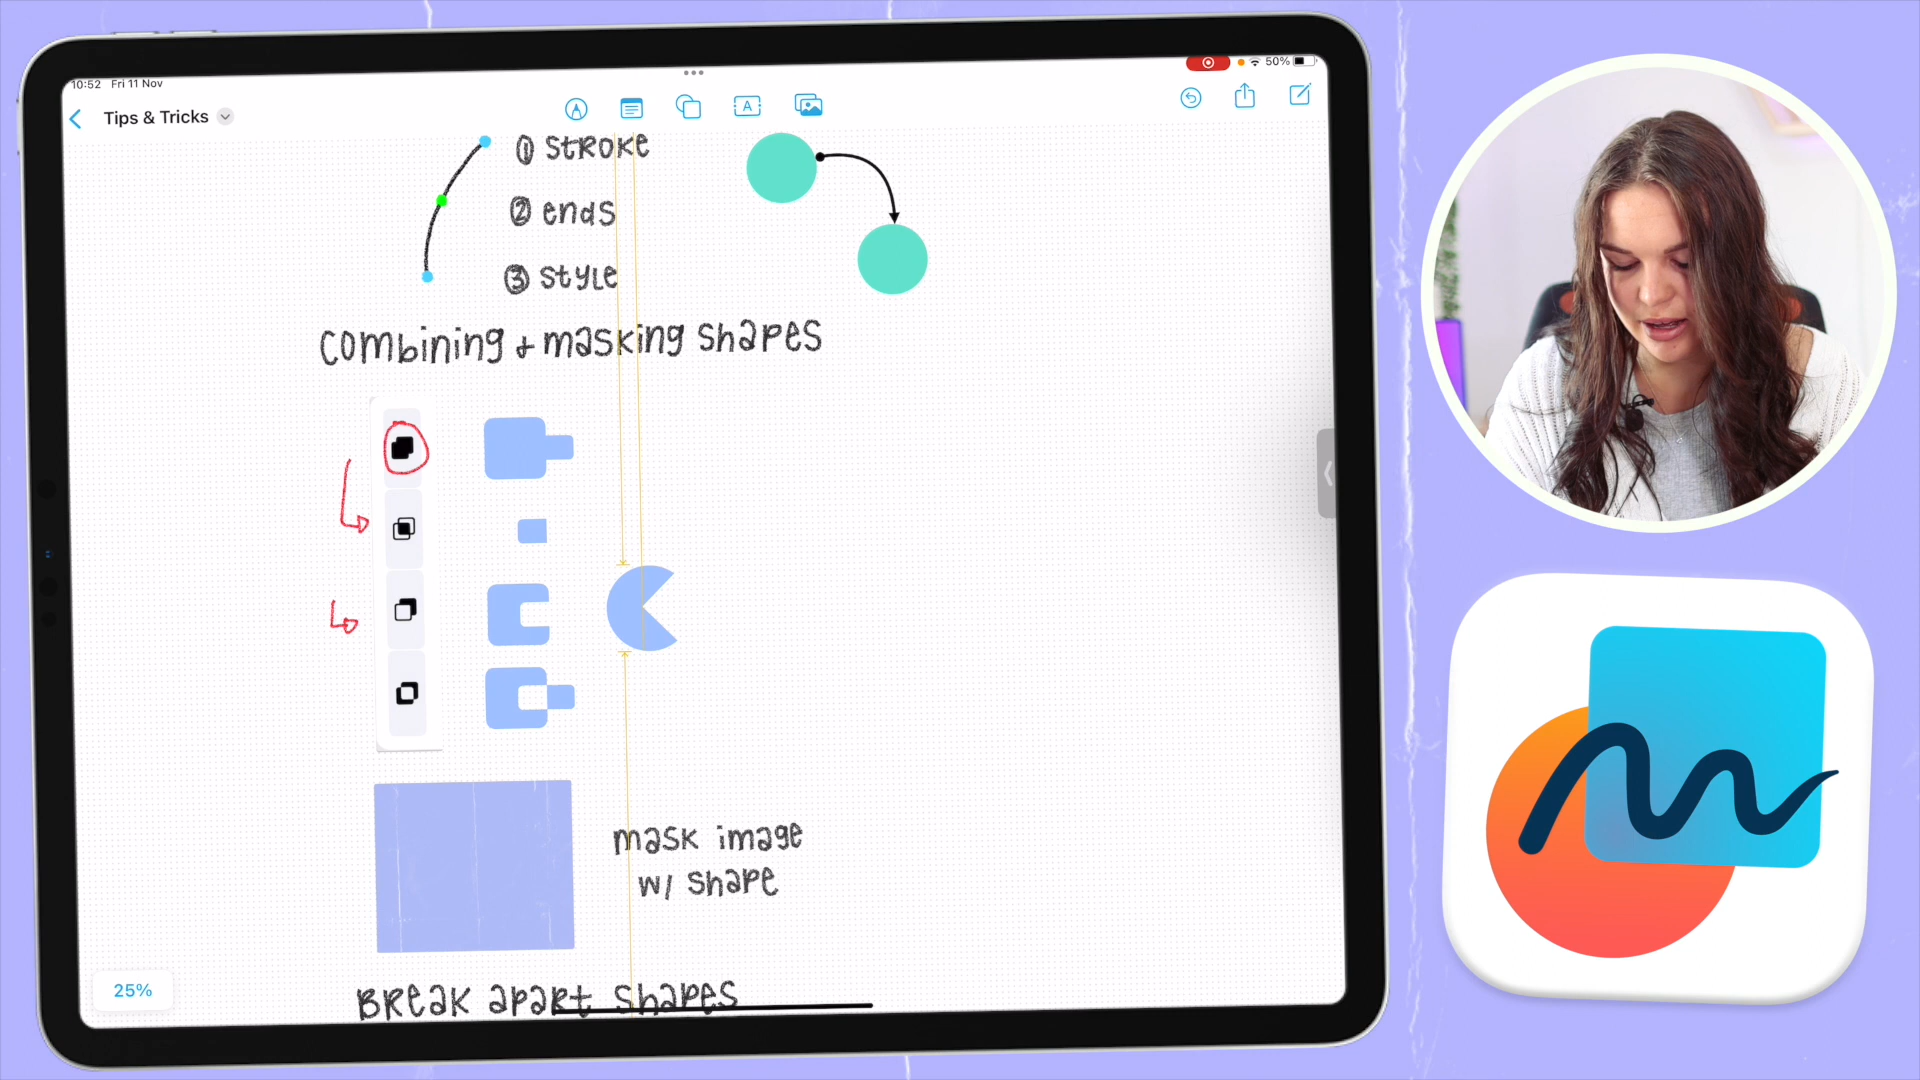 10:52 Fri 11 Nov
50%
Tips & Tricks
A
① STROKE
② ends
③ STYLE
combining + masking shapes
mask image
w/ shape
BREAK apart shapes
25%